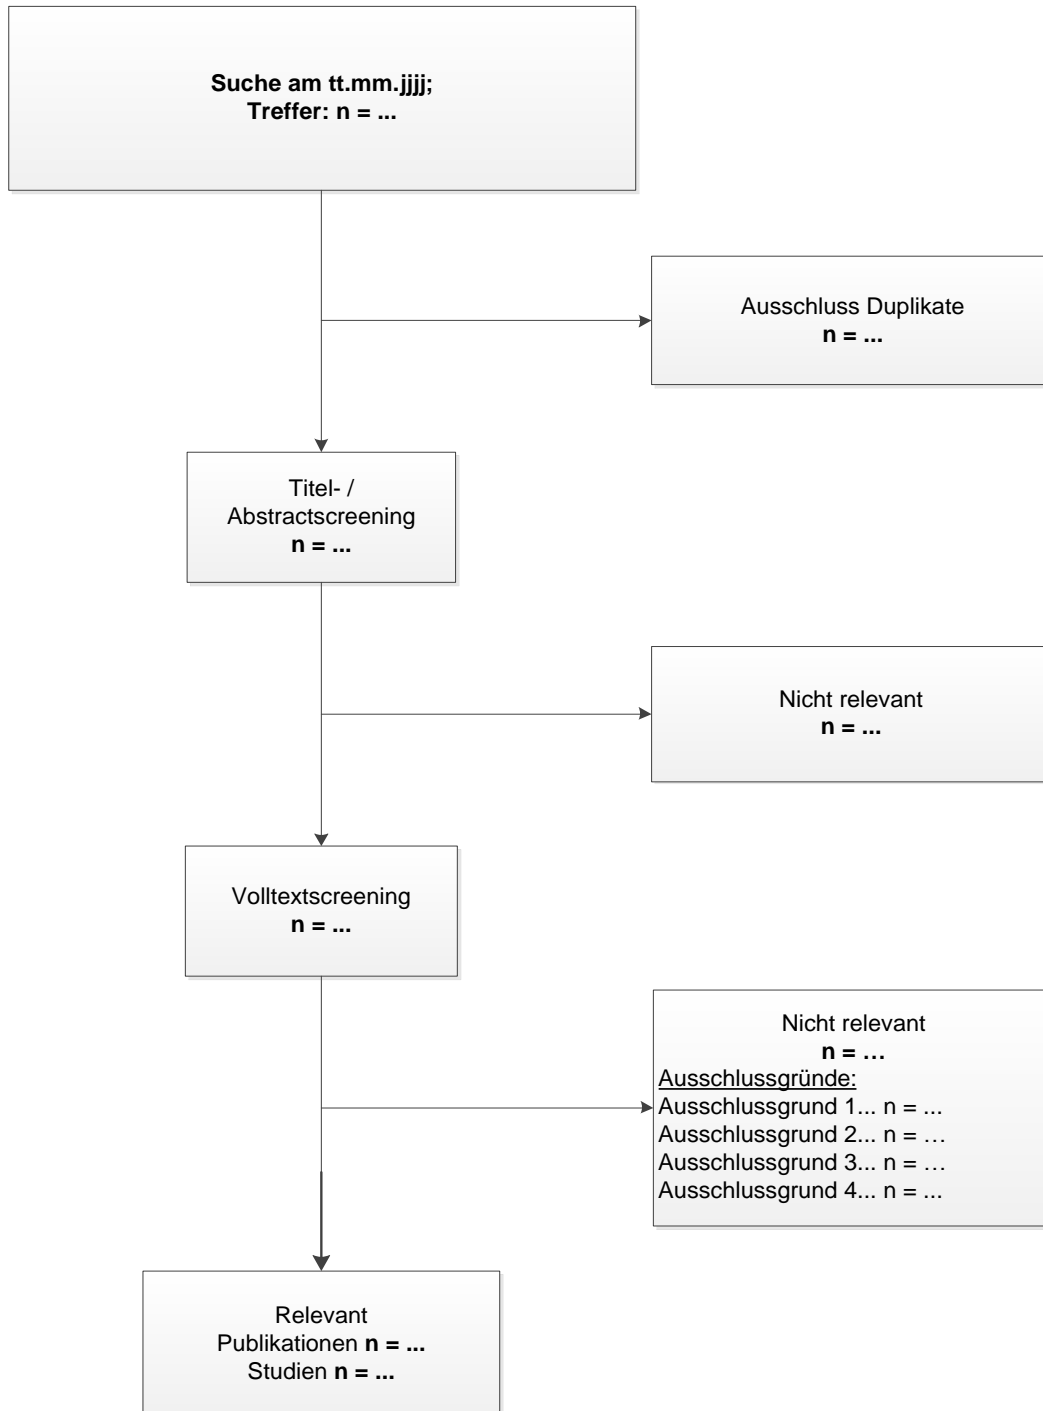 Suche am tt.mm.jjjj;
Treffer: n = ...
Ausschluss Duplikate
n = ...
Titel- /
Abstractscreening
n = ...
Nicht relevant
n = ...
Volltextscreening
n = ...
Nicht relevant
n = …
Ausschlussgründe:
Ausschlussgrund 1... n = ...
Ausschlussgrund 2... n = …
Ausschlussgrund 3... n = …
Ausschlussgrund 4... n = ...
Relevant
Publikationen n = ...
Studien n = ...